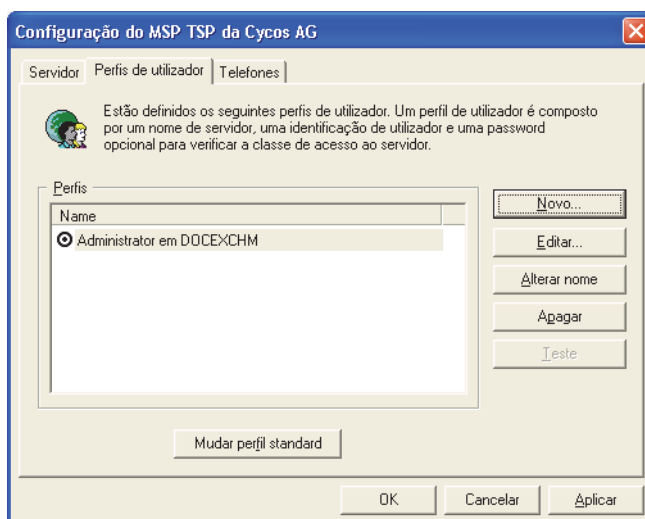 Configuração do MSP TSP da Cycos AG
Servidor
Perfis de utilizador
Telefones
Estão definidos os seguintes perfis de utilizador. Um perfil de utilizador é composto
por um nome de servidor, uma identificação de utilizador e uma password
opcional para verificar a classe de acesso ao servidor.
Perfis
Name
Administrator em DOCEXCHM
Novo...
Editar...
Alterar nome
Apagar
Teste
Mudar perfil standard
OK
Cancelar
Aplicar